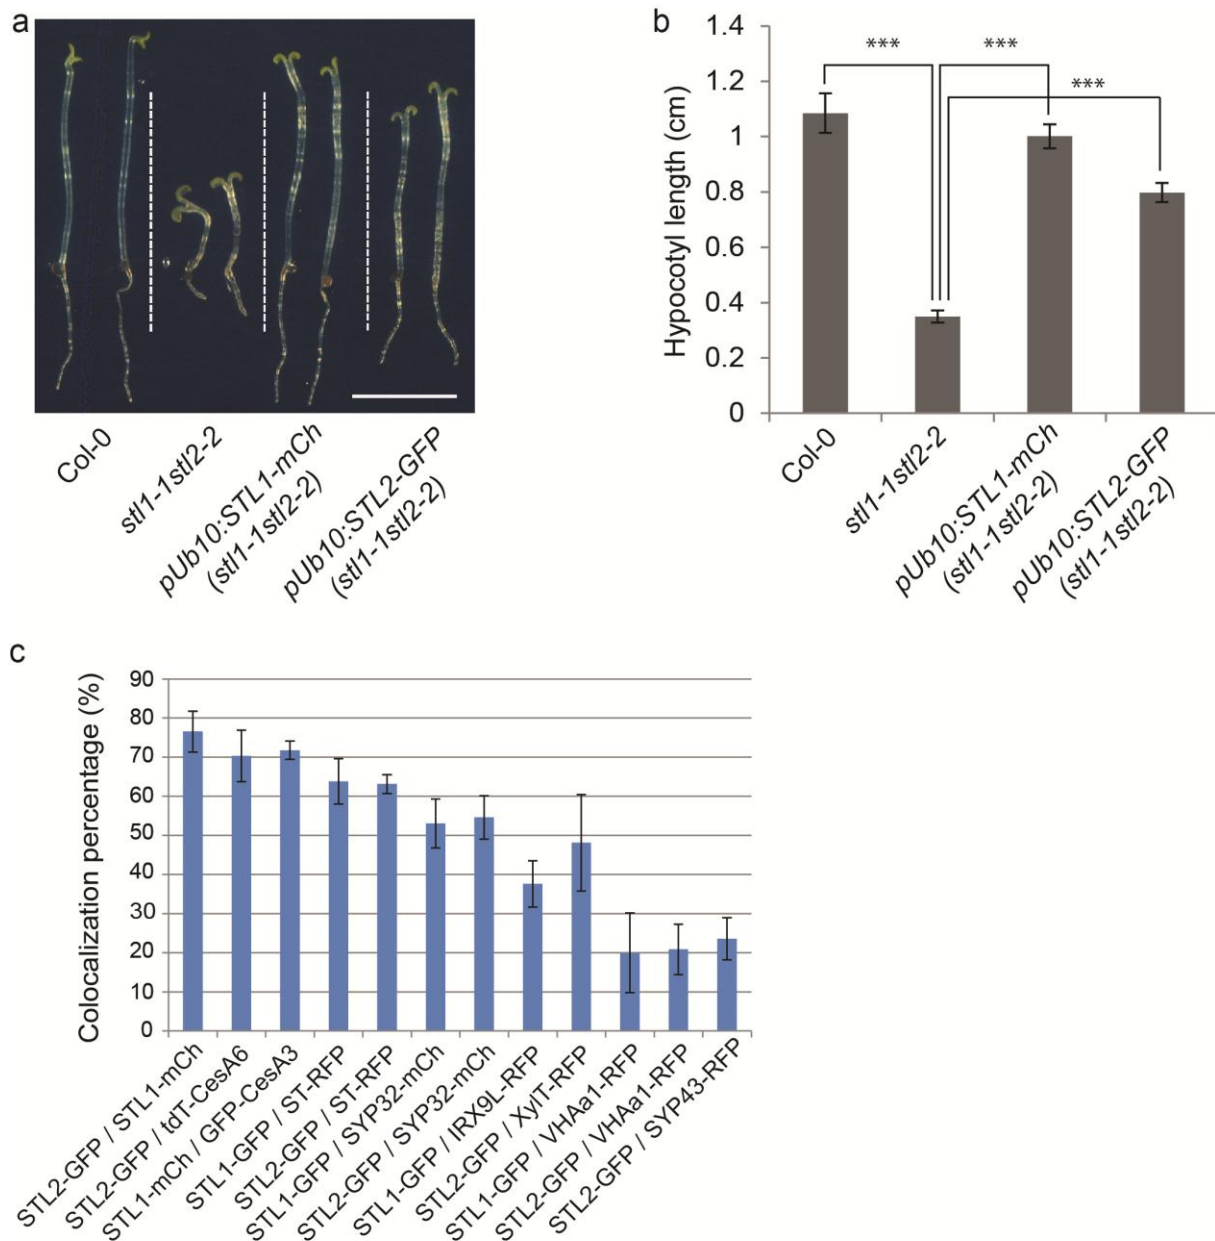 a
Col-0
stl1-1stl2-2
pUb10:STL1-mCh
(stl1-1stl2-2)
pUb10:STL2-GFP
(stl1-1stl2-2)
b
Hypocotyl length (cm)
1.4
1.2
1
0.8
0.6
0.4
0.2
0
***
***
***
Col-0
stl1-1stl2-2
pUb10:STL1-mCh
(stl1-1stl2-2)
pUb10:STL2-GFP
(stl1-1stl2-2)
c
Colocalization percentage (%)
90
80
70
60
50
40
30
20
10
0
STL2-GFP / STL1-mCh
STL2-GFP / tdT-CesA6
STL1-mCh / GFP-CesA3
STL1-GFP / ST-RFP
STL2-GFP / ST-RFP
STL1-GFP / SYP32-mCh
STL2-GFP / SYP32-mCh
STL1-GFP / IRX9L-RFP
STL2-GFP / XylT-RFP
STL1-GFP / VHAa1-RFP
STL2-GFP / VHAa1-RFP
STL2-GFP / SYP43-RFP